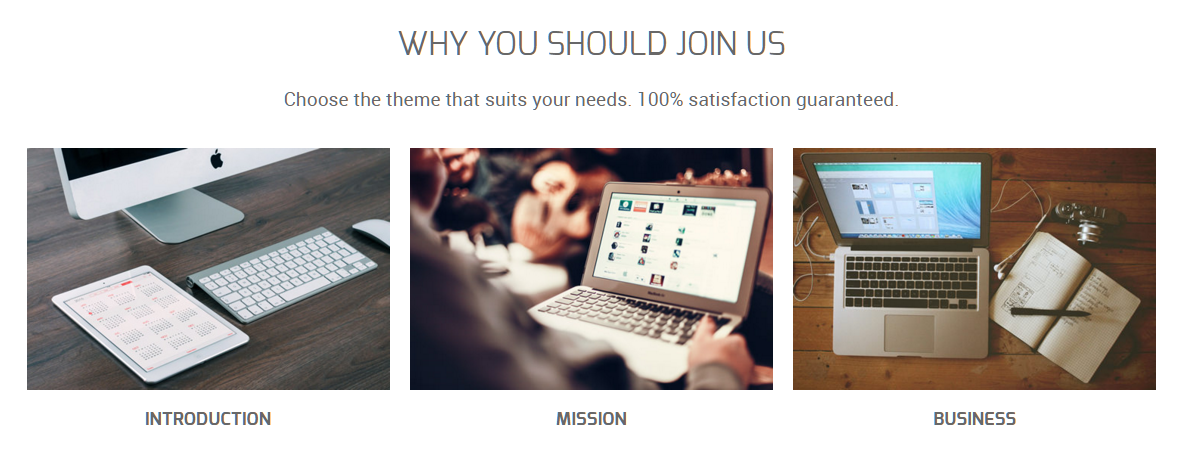 WHY YOU SHOULD JOIN US
Choose the theme that suits your needs. 100% satisfaction guaranteed.
INTRODUCTION
MISSION
BUSINESS